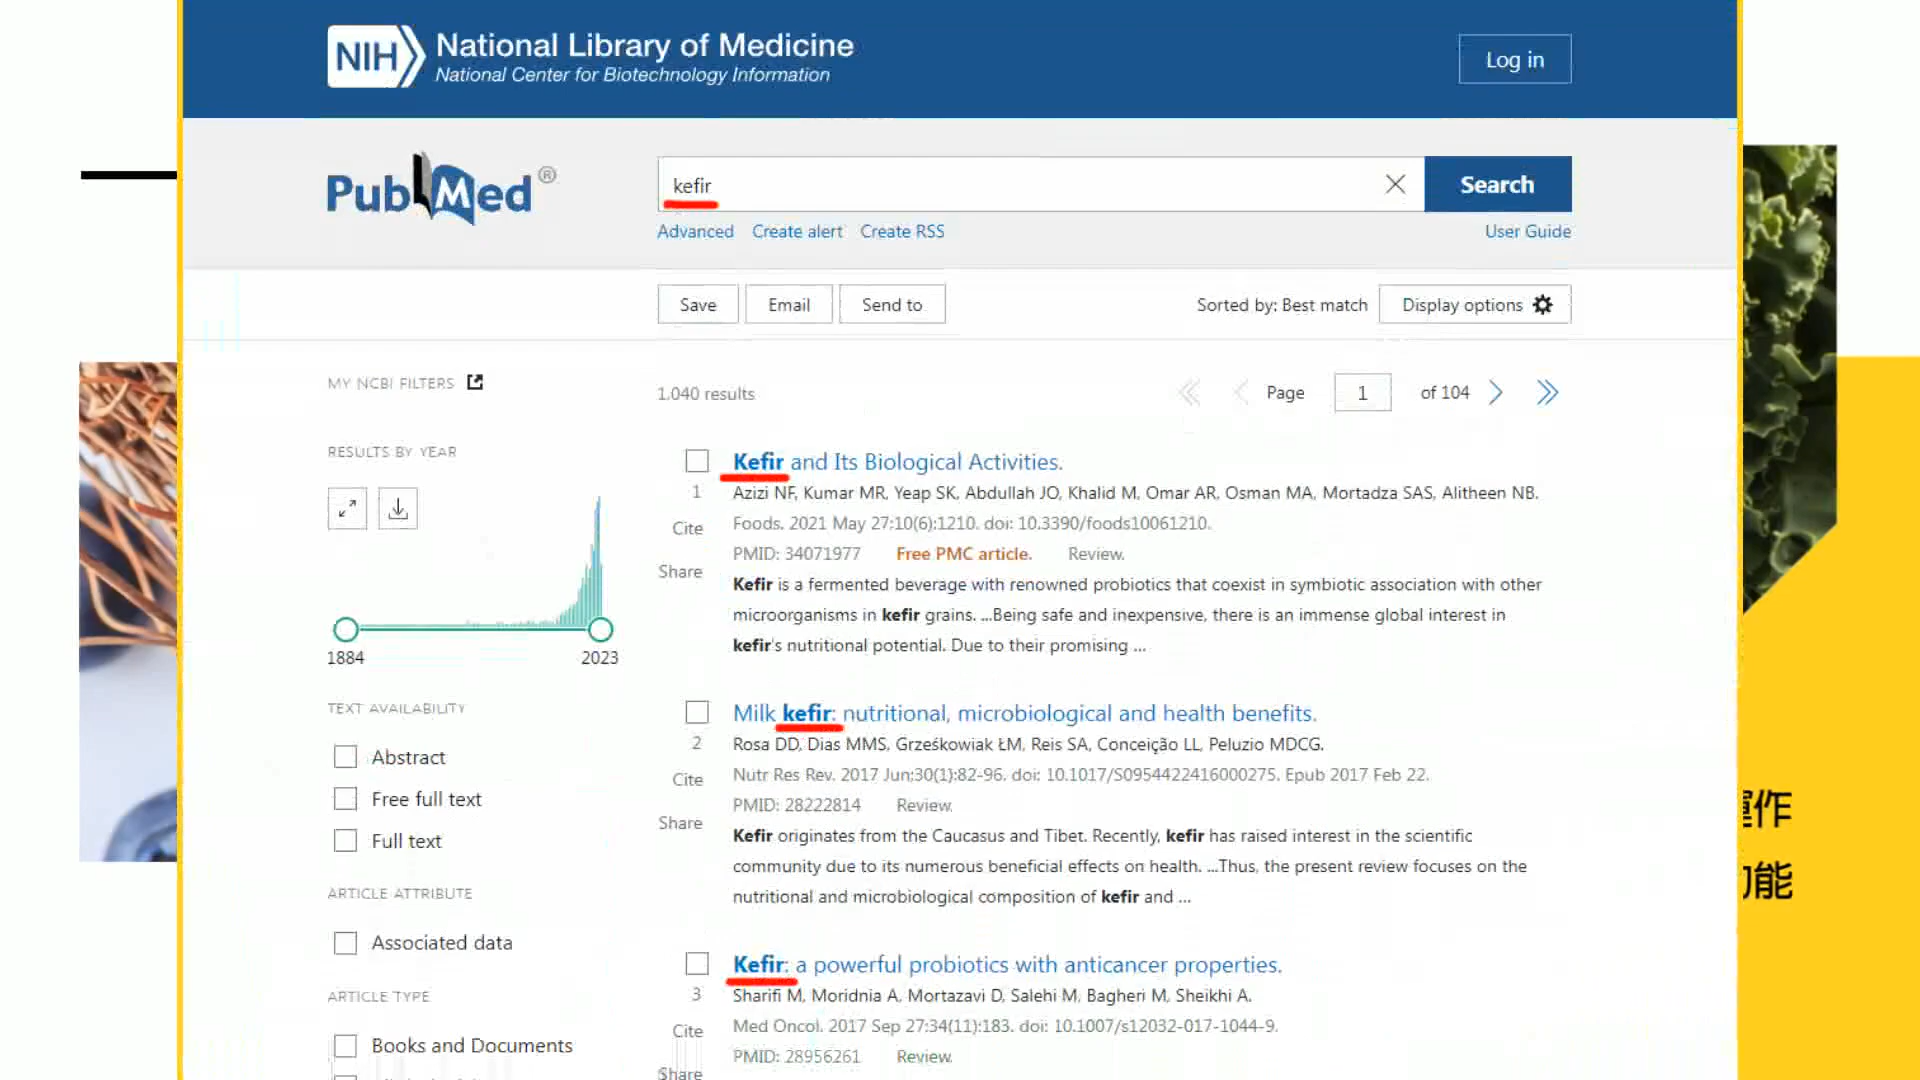 NIH National Library of Medicine
National Center for Biotechnology Information
Log in
PubMed®
kefir
Search
Advanced Create alert Create RSS
User Guide
Save Email Send to
Sorted by: Best match Display options
MY NCBI FILTERS
1.040 results
Page 1 of 104
RESULTS BY YEAR
1884 2023
TEXT AVAILABILITY
Abstract
Free full text
Full text
ARTICLE ATTRIBUTE
Associated data
ARTICLE TYPE
Books and Documents
Kefir and Its Biological Activities.
1
Azizi NF, Kumar MR, Yeap SK, Abdullah JO, Khalid M, Omar AR, Osman MA, Mortadza SAS, Alitheen NB.
Cite
Foods. 2021 May 27;10(6):1210. doi: 10.3390/foods10061210.
PMID: 34071977 Free PMC article. Review.
Share
Kefir is a fermented beverage with renowned probiotics that coexist in symbiotic association with other
microorganisms in kefir grains. ...Being safe and inexpensive, there is an immense global interest in
kefir's nutritional potential. Due to their promising ...
Milk kefir: nutritional, microbiological and health benefits.
2
Rosa DD, Dias MMS, Grześkowiak ŁM, Reis SA, Conceição LL, Peluzio MDCG.
Cite
Nutr Res Rev. 2017 Jun;30(1):82-96. doi: 10.1017/S0954422416000275. Epub 2017 Feb 22.
PMID: 28222814 Review.
Share
Kefir originates from the Caucasus and Tibet. Recently, kefir has raised interest in the scientific
community due to its numerous beneficial effects on health. ...Thus, the present review focuses on the
nutritional and microbiological composition of kefir and ...
Kefir: a powerful probiotics with anticancer properties.
3
Sharifi M, Moridnia A, Mortazavi D, Salehi M, Bagheri M, Sheikhi A.
Cite
Med Oncol. 2017 Sep 27;34(11):183. doi: 10.1007/s12032-017-1044-9.
PMID: 28956261 Review.
Share
作
能